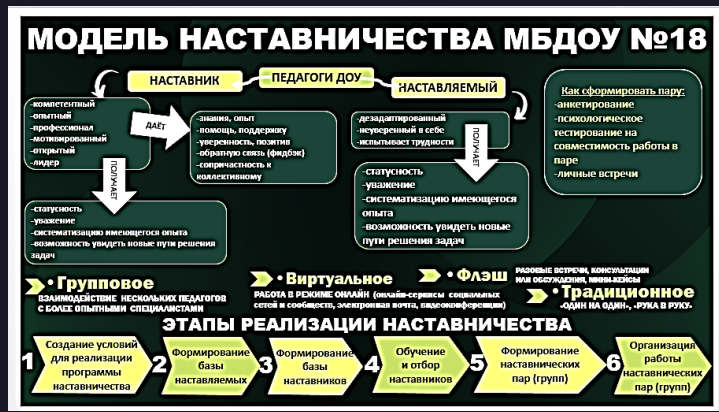 МОДЕЛЬ НАСТАВНИЧЕСТВА МБДОУ №18
НАСТАВНИК
ПЕДАГОГИ ДОУ
НАСТАВЛЯЕМЫЙ
-компетентный
-опытный
-профессионал
-мотивированный
-открытый
-лидер
ДАЁТ
-знания, опыт
-помощь, поддержку
-уверенность, позитив
-обратную связь (фидбэк)
-сопричастность к
коллективному
-дезадаптированный
-неуверенный в себе
-испытывает трудности
Как сформировать пару:
-анкетирование
-психологическое
тестирование на
совместимость работы в
паре
-личные встречи
ПОЛУЧАЕТ
-статусность
-уважение
-систематизацию имеющегося опыта
-возможность увидеть новые пути решения
задач
ПОЛУЧАЕТ
-статусность
-уважение
-систематизацию имеющегося
опыта
-возможность увидеть новые
пути решения задач
• Групповое
ВЗАИМОДЕЙСТВИЕ НЕСКОЛЬКИХ ПЕДАГОГОВ
С БОЛЕЕ ОПЫТНЫМИ СПЕЦИАЛИСТАМИ
• Виртуальное
РАБОТА В РЕЖИМЕ ОНЛАЙН (онлайн-сервисы социальных
сетей и сообществ, электронная почта, видеоконференции)
• Флэш
РАЗОВЫЕ ВСТРЕЧИ, КОНСУЛЬТАЦИИ
ИЛИ ОБСУЖДЕНИЯ, МИНИ-КЕЙСЫ
• Традиционное
«ОДИН НА ОДИН», «РУКА В РУКУ»
ЭТАПЫ РЕАЛИЗАЦИИ НАСТАВНИЧЕСТВА
1
Создание условий
для реализации
программы
наставничества
2
Формирование
базы
наставляемых
3
Формирование
базы
наставников
4
Обучение
и отбор
наставников
5
Формирование
наставнических
пар (групп)
6
Организация
работы
наставнических
пар (групп)